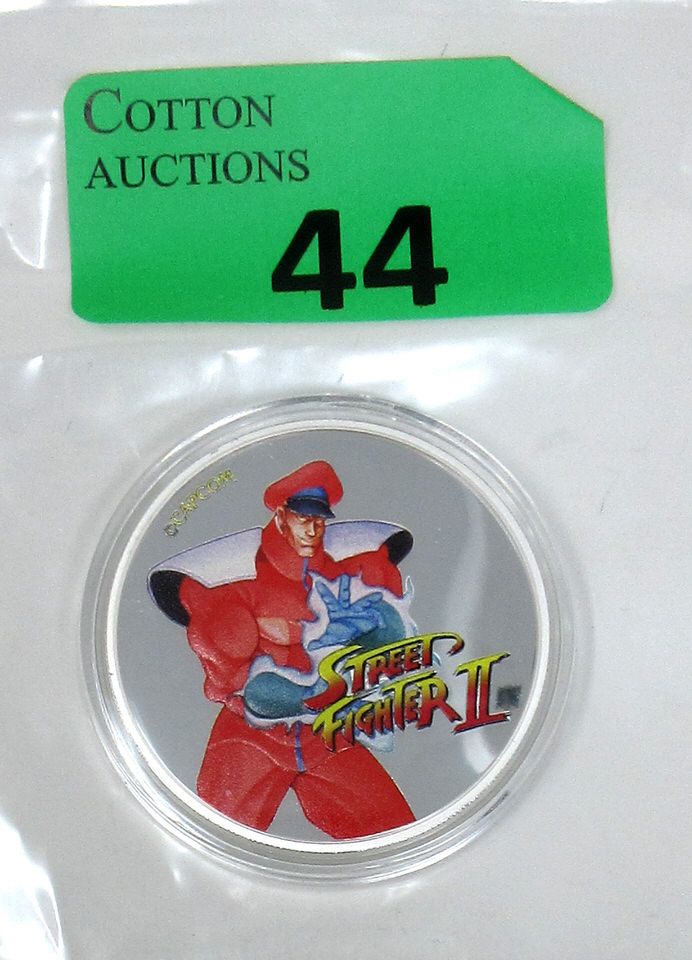 COTTON
AUCTIONS
44
©CAPCOM
STREET
FIGHTER II